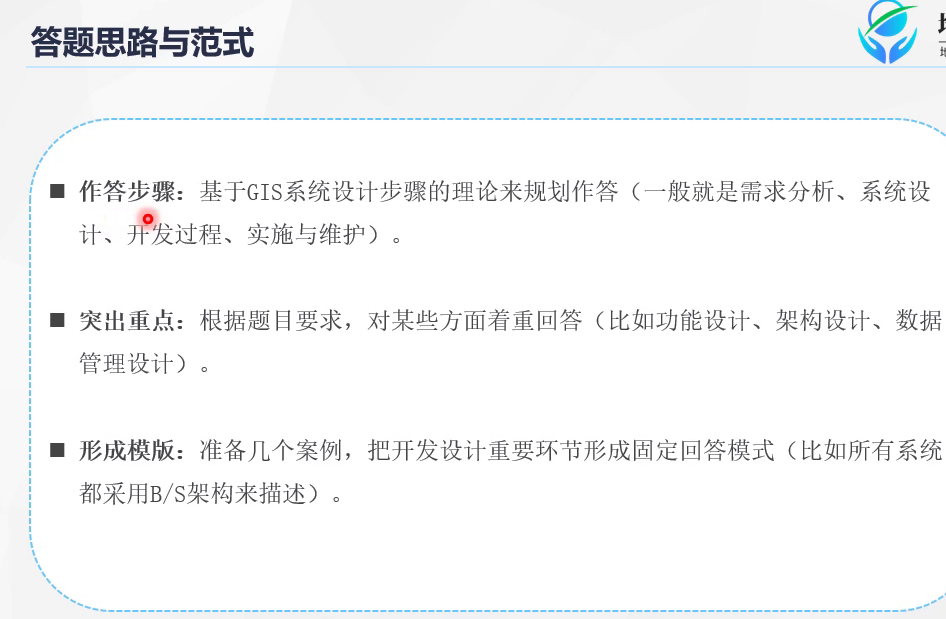 答题思路与范式
■ 作答步骤：基于GIS系统设计步骤的理论来规划作答（一般就是需求分析、系统设
计、开发过程、实施与维护）。
■ 突出重点：根据题目要求，对某些方面着重回答（比如功能设计、架构设计、数据
管理设计）。
■ 形成模版：准备几个案例，把开发设计重要环节形成固定回答模式（比如所有系统
都采用B/S架构来描述）。